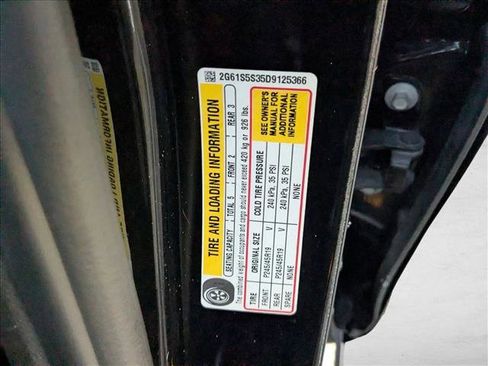 2G61S5S35D9125366
TIRE AND LOADING INFORMATION
SEATING CAPACITY TOTAL 5 FRONT 2 REAR 3
The combined weight of occupants and cargo should never exceed 420 kg or 926 lbs.
TIRE ORIGINAL SIZE COLD TIRE PRESSURE
FRONT P245/45R19 V 240 kPa, 35 PSI
REAR P245/45R19 V 240 kPa, 35 PSI
SPARE NONE NONE
SEE OWNER'S
MANUAL FOR
ADDITIONAL
INFORMATION